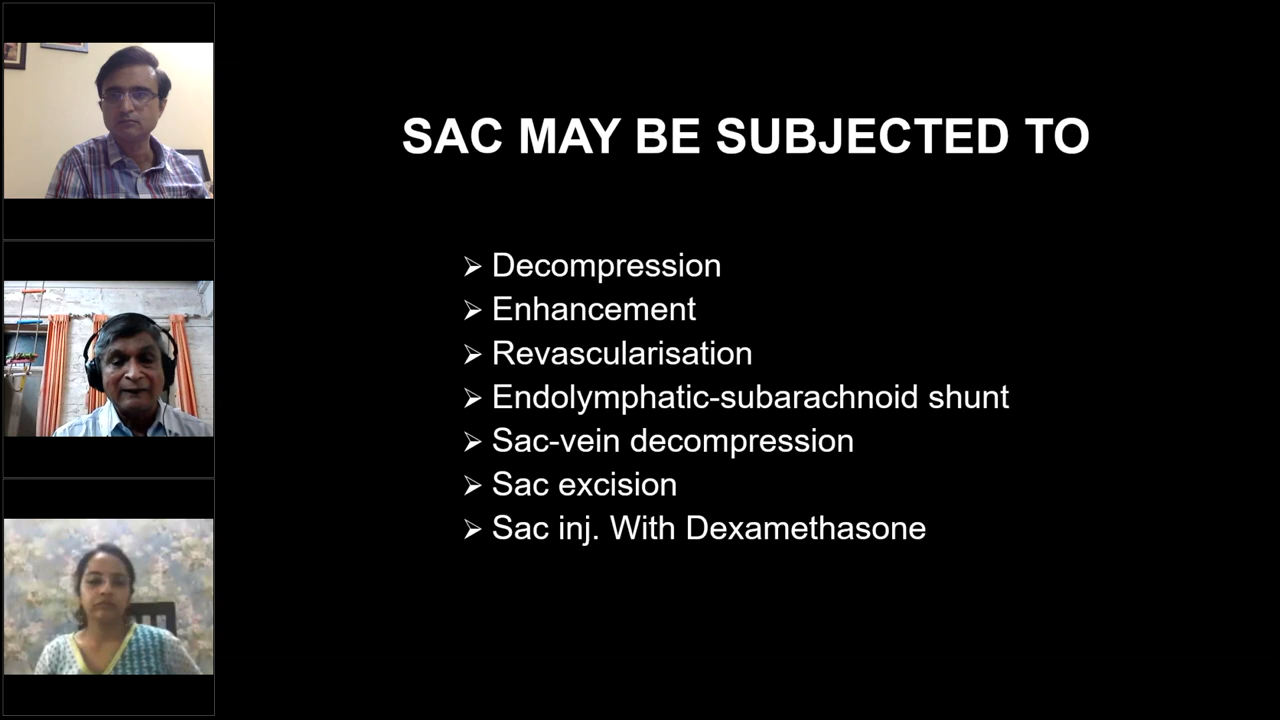 SAC MAY BE SUBJECTED TO
➢ Decompression
➢ Enhancement
➢ Revascularisation
➢ Endolymphatic-subarachnoid shunt
➢ Sac-vein decompression
➢ Sac excision
➢ Sac inj. With Dexamethasone